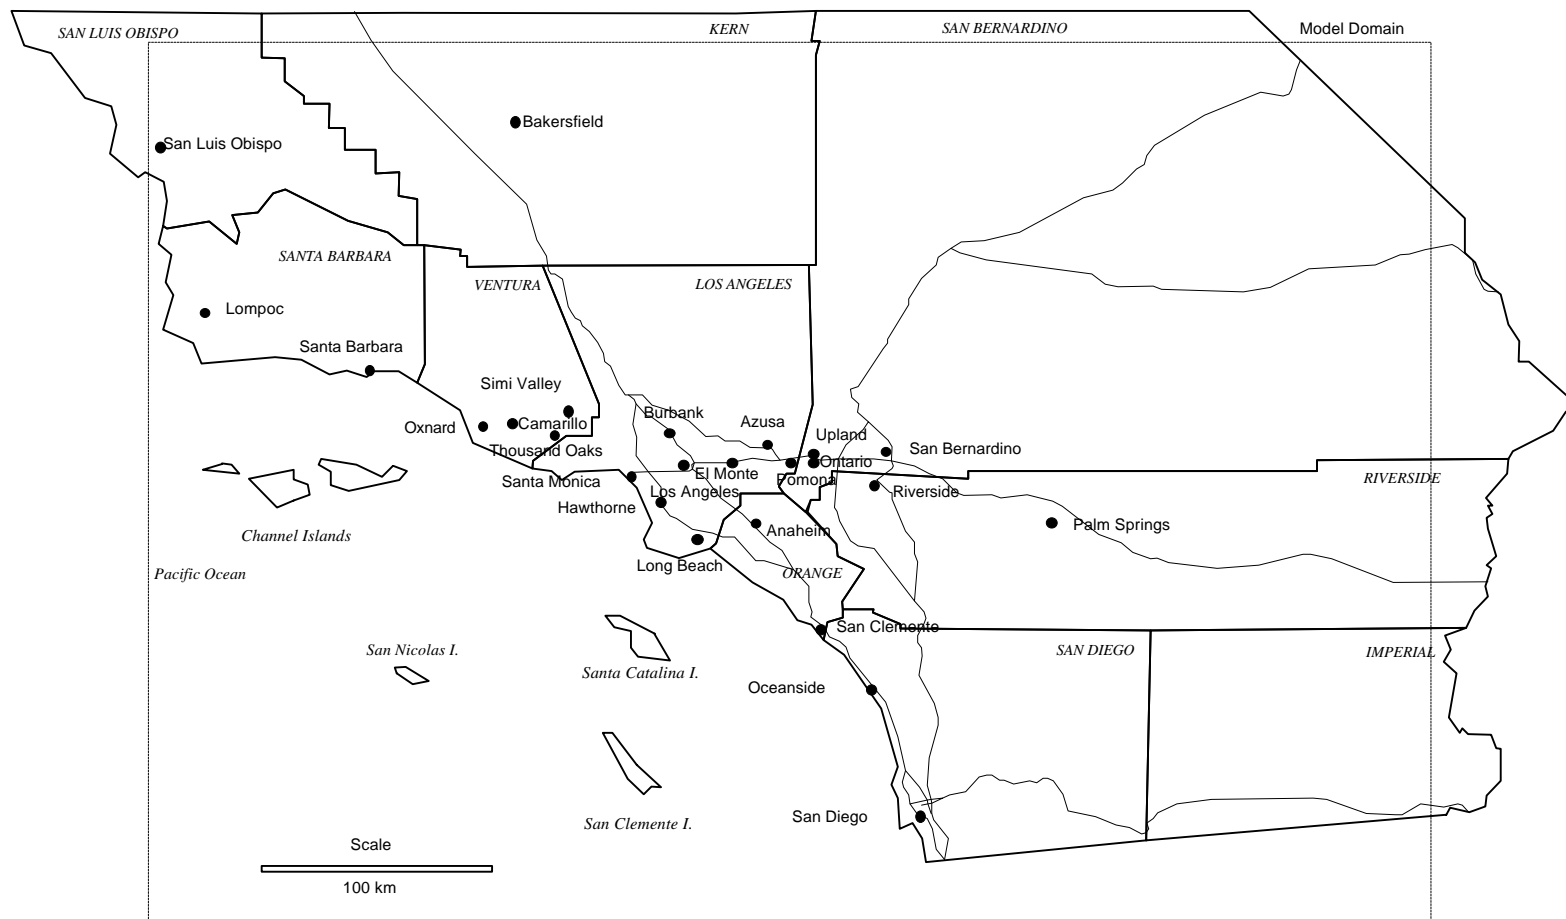 SAN LUIS OBISPO
KERN
SAN BERNARDINO
Model Domain
Bakersfield
San Luis Obispo
SANTA BARBARA
VENTURA
LOS ANGELES
Lompoc
Santa Barbara
Simi Valley
Burbank
Azusa
Oxnard
Camarillo
Upland
Thousand Oaks
San Bernardino
Ontario
El Monte
Pomona
Santa Monica
RIVERSIDE
Los Angeles
Riverside
Hawthorne
Palm Springs
Anaheim
Channel Islands
Long Beach
ORANGE
Pacific Ocean
San Clemente
San Nicolas I.
SAN DIEGO
IMPERIAL
Santa Catalina I.
Oceanside
San Diego
San Clemente I.
Scale
100 km